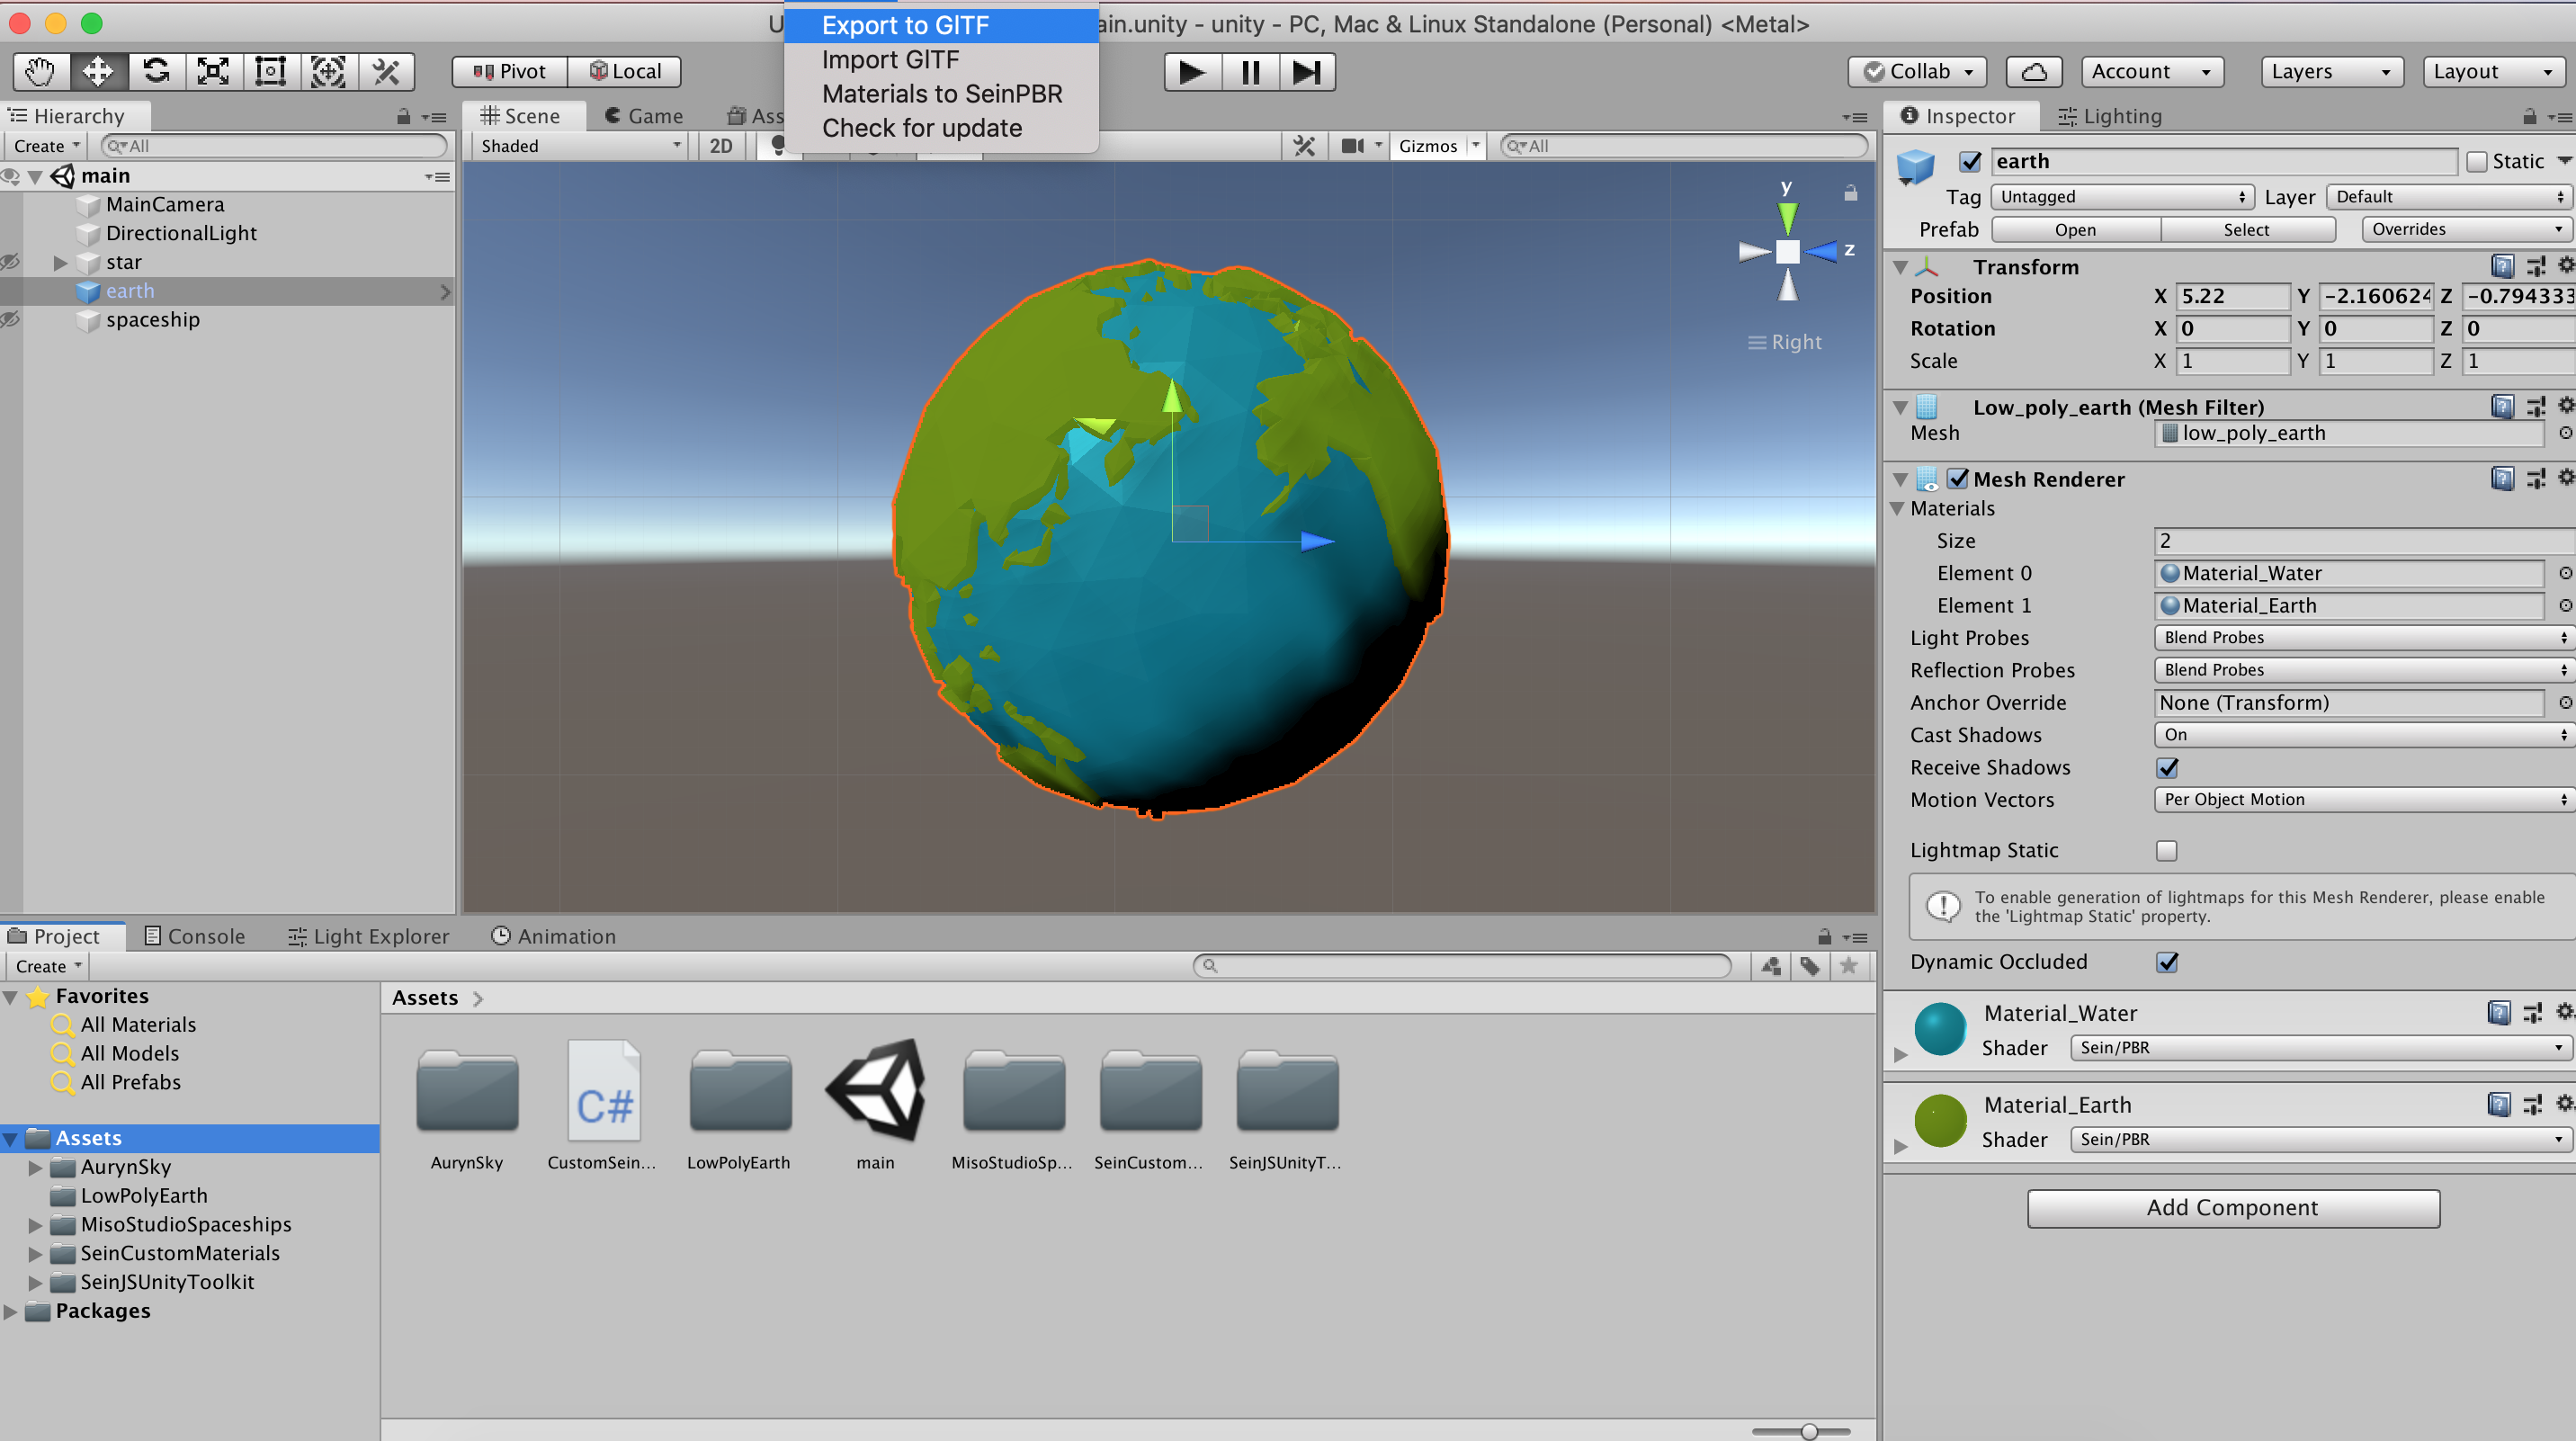 Export to GlTF
Import GlTF
Materials to SeinPBR
Check for update
ain.unity - unity - PC, Mac & Linux Standalone (Personal) <Metal>
Pivot
Local
Collab
Account
Layers
Layout
Hierarchy
Create
All
main
MainCamera
DirectionalLight
star
earth
spaceship
Scene
Game
Ass
Shaded
2D
Gizmos
All
y
z
Right
Inspector
Lighting
earth
Static
Tag Untagged Layer Default
Prefab Open Select Overrides
Transform
Position X 5.22 Y -2.160624 Z -0.794333
Rotation X 0 Y 0 Z 0
Scale X 1 Y 1 Z 1
Low_poly_earth (Mesh Filter)
Mesh low_poly_earth
Mesh Renderer
Materials
Size 2
Element 0 Material_Water
Element 1 Material_Earth
Light Probes Blend Probes
Reflection Probes Blend Probes
Anchor Override None (Transform)
Cast Shadows On
Receive Shadows
Motion Vectors Per Object Motion
Lightmap Static
To enable generation of lightmaps for this Mesh Renderer, please enable
the 'Lightmap Static' property.
Dynamic Occluded
Material_Water
Shader Sein/PBR
Material_Earth
Shader Sein/PBR
Add Component
Project
Console
Light Explorer
Animation
Create
Favorites
All Materials
All Models
All Prefabs
Assets
AurynSky
LowPolyEarth
MisoStudioSpaceships
SeinCustomMaterials
SeinJSUnityToolkit
Packages
Assets
C#
AurynSky
CustomSein...
LowPolyEarth
main
MisoStudioSp...
SeinCustom...
SeinJSUnityT...